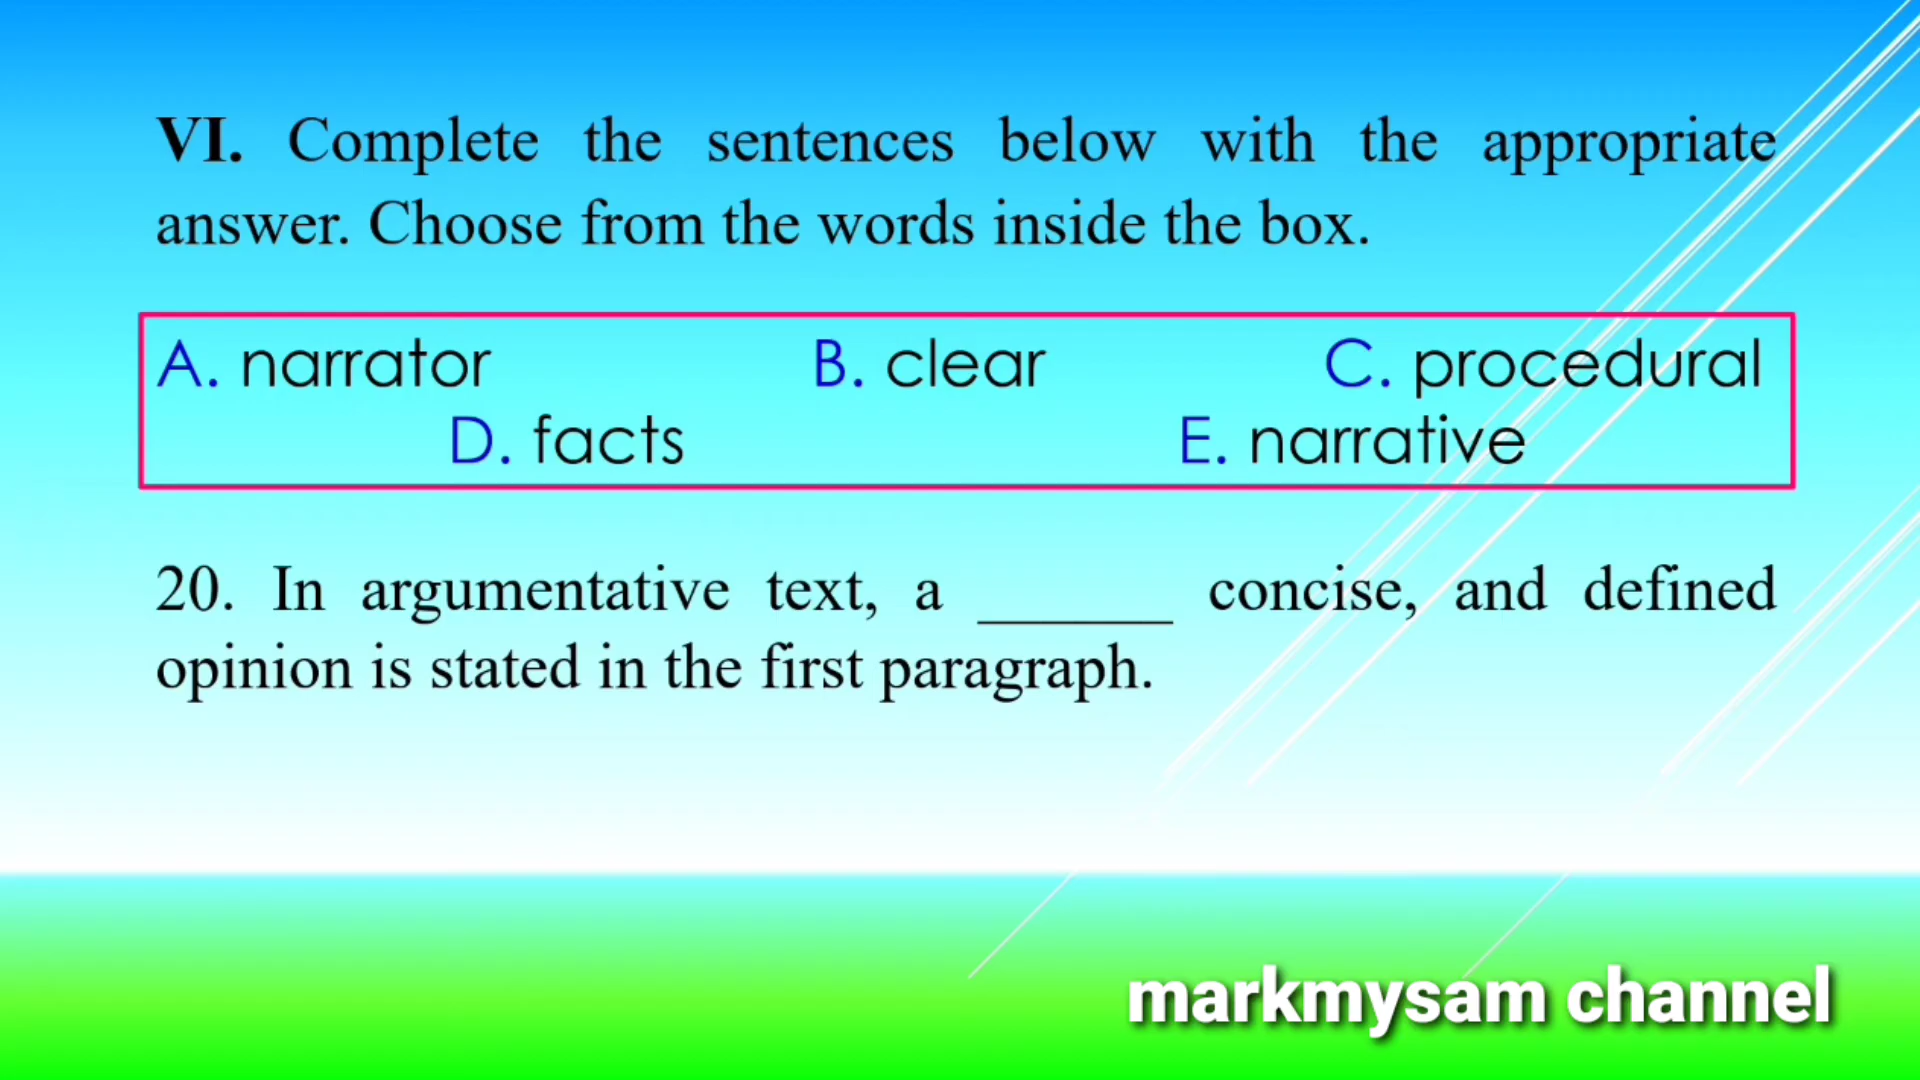 VI. Complete the sentences below with the appropriate
answer. Choose from the words inside the box.
A. narrator B. clear C. procedural
D. facts E. narrative
20. In argumentative text, a _______ concise, and defined
opinion is stated in the first paragraph.
markmysam channel